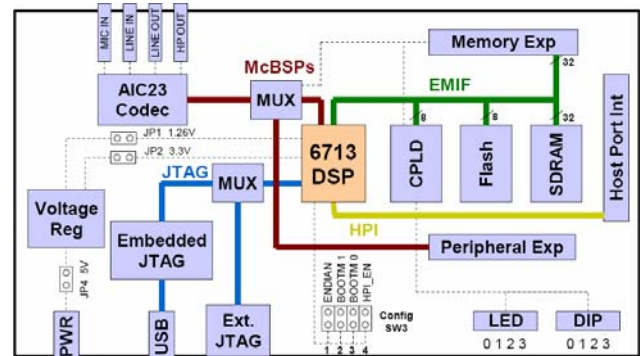 MIC IN
LINE IN
LINE OUT
HP OUT
AIC23
Codec
McBSPs
MUX
Memory Exp
32
EMIF
JP1 1.26V
JP2 3.3V
6713
DSP
8
CPLD
8
Flash
32
SDRAM
Host Port Int
JTAG
MUX
Voltage
Reg
HPI
Embedded
JTAG
Peripheral Exp
JP4 5V
ENDIAN
BOOTM 1
BOOTM 0
HPI_EN
Config
SW3
1 2 3 4
PWR
USB
Ext.
JTAG
LED
DIP
0 1 2 3
0 1 2 3